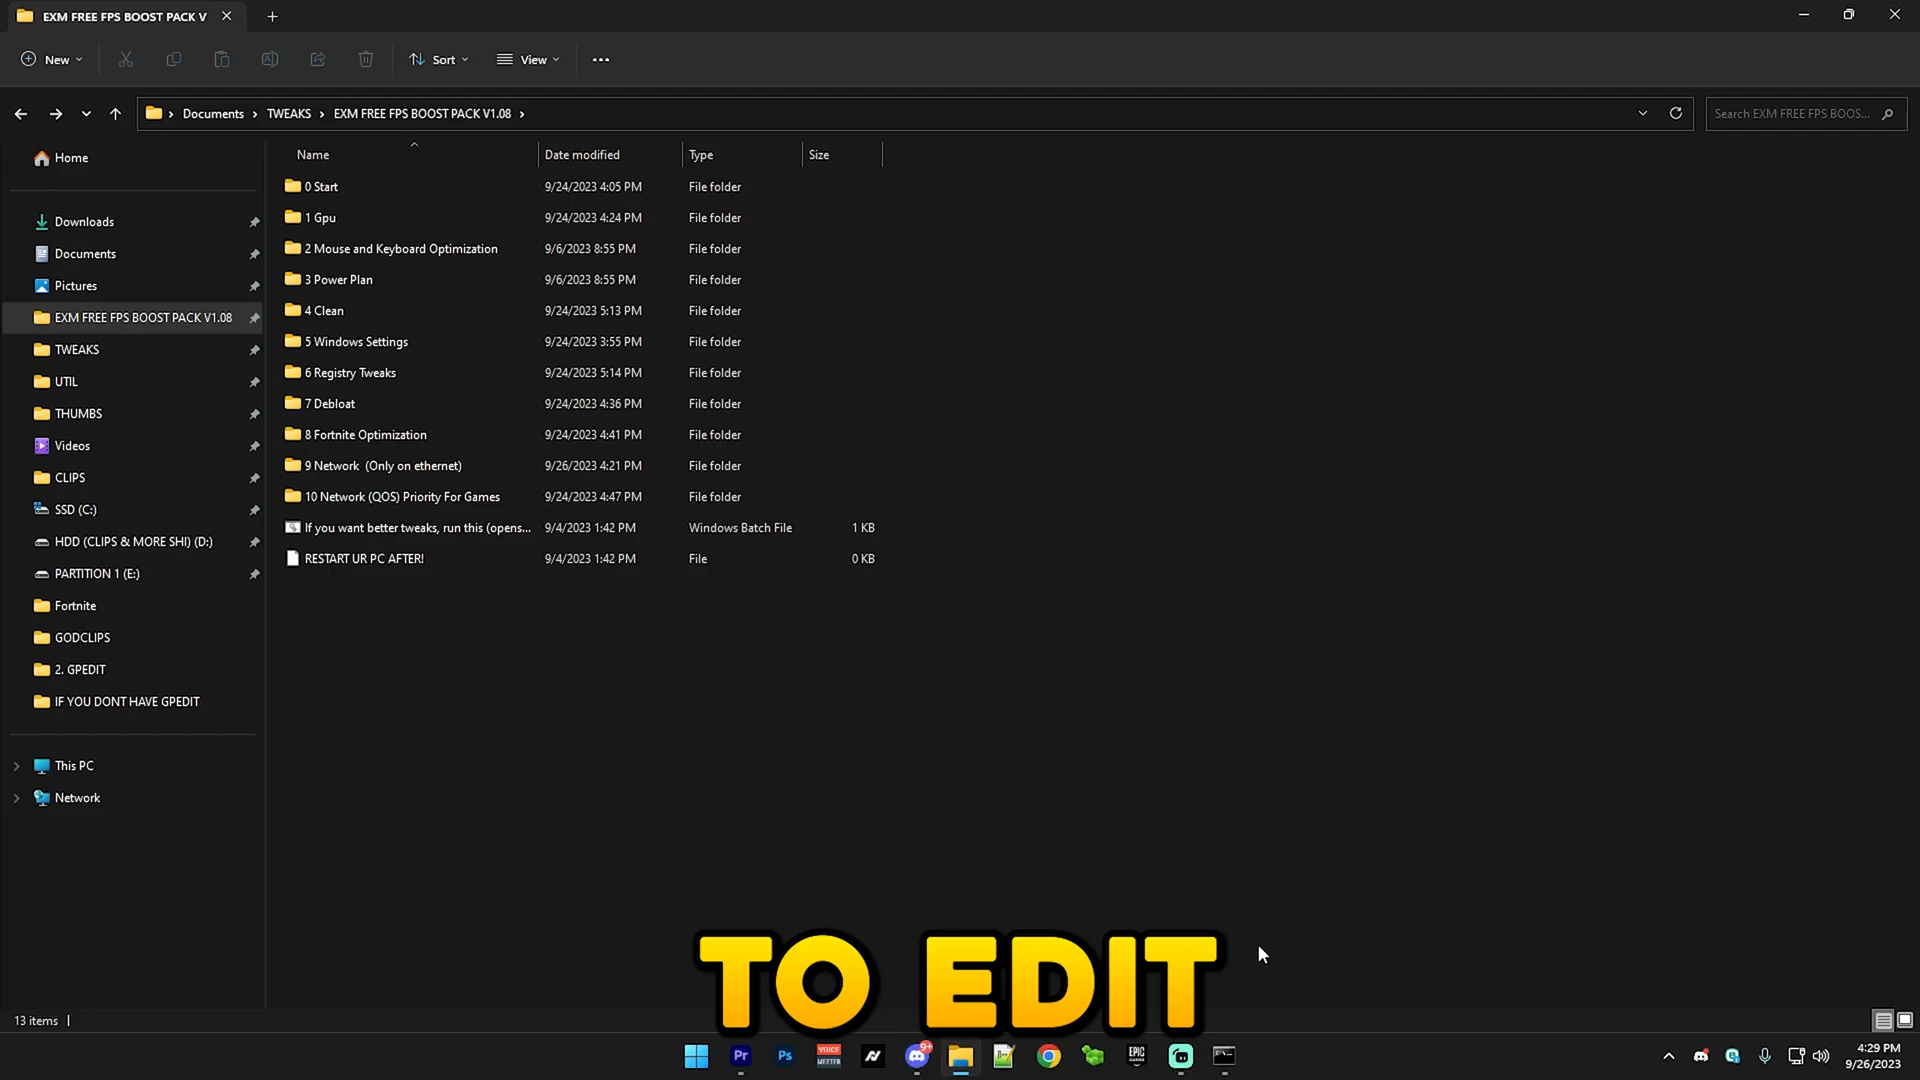 EXM FREE FPS BOOST PACK V
New
Sort
View
Documents > TWEAKS > EXM FREE FPS BOOST PACK V1.08 >
Search EXM FREE FPS BOOS...
Name Date modified Type Size
Home
Downloads
Documents
Pictures
EXM FREE FPS BOOST PACK V1.08
TWEAKS
UTIL
THUMBS
Videos
CLIPS
SSD (C:)
HDD (CLIPS & MORE SHI) (D:)
PARTITION 1 (E:)
Fortnite
GODCLIPS
2. GPEDIT
IF YOU DONT HAVE GPEDIT
This PC
Network
0 Start 9/24/2023 4:05 PM File folder
1 Gpu 9/24/2023 4:24 PM File folder
2 Mouse and Keyboard Optimization 9/6/2023 8:55 PM File folder
3 Power Plan 9/6/2023 8:55 PM File folder
4 Clean 9/24/2023 5:13 PM File folder
5 Windows Settings 9/24/2023 3:55 PM File folder
6 Registry Tweaks 9/24/2023 5:14 PM File folder
7 Debloat 9/24/2023 4:36 PM File folder
8 Fortnite Optimization 9/24/2023 4:41 PM File folder
9 Network (Only on ethernet) 9/26/2023 4:21 PM File folder
10 Network (QOS) Priority For Games 9/24/2023 4:47 PM File folder
If you want better tweaks, run this (opens... 9/4/2023 1:42 PM Windows Batch File 1 KB
RESTART UR PC AFTER! 9/4/2023 1:42 PM File 0 KB
TO EDIT
13 items
Pr
Ps
VOICE
MEETER
9+
EPIC
GAMES
4:29 PM
9/26/2023